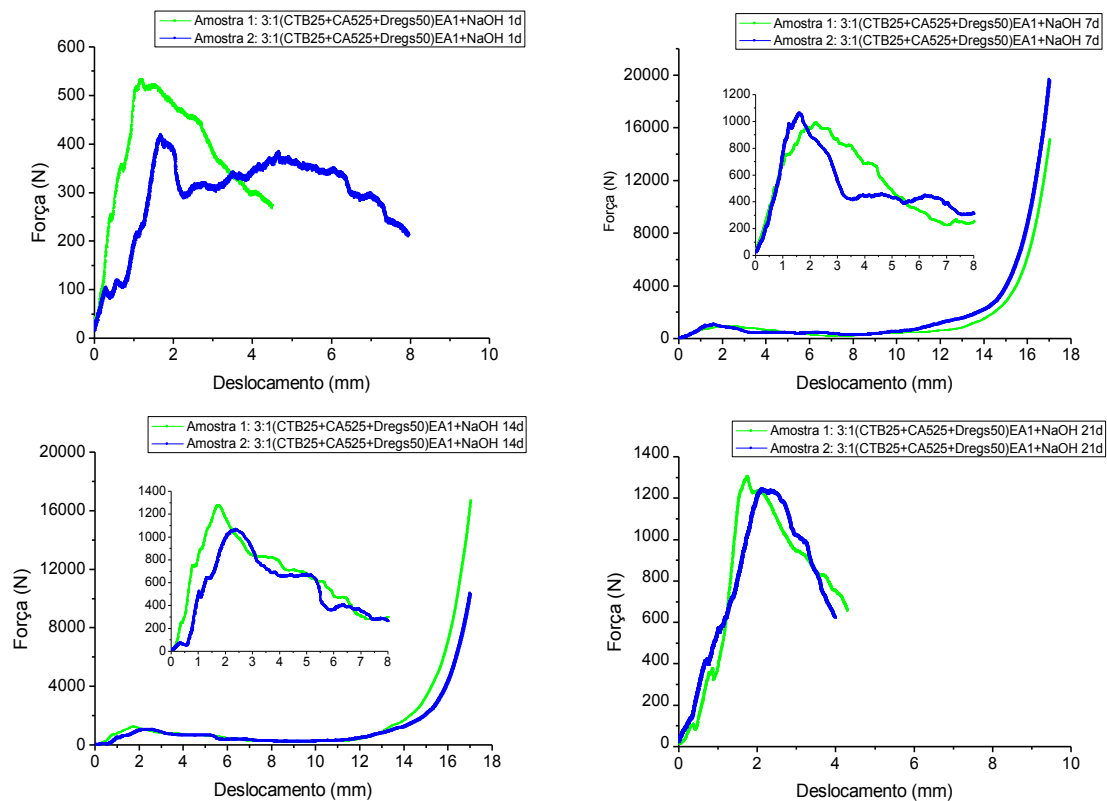 Amostra 1: 3:1(CTB25+CA525+Dregs50)EA1+NaOH 1d
Amostra 2: 3:1(CTB25+CA525+Dregs50)EA1+NaOH 1d
600
500
400
300
200
100
0
Força (N)
0 2 4 6 8 10
Deslocamento (mm)
Amostra 1: 3:1(CTB25+CA525+Dregs50)EA1+NaOH 7d
Amostra 2: 3:1(CTB25+CA525+Dregs50)EA1+NaOH 7d
20000
16000
12000
8000
4000
0
Força (N)
1200
1000
800
600
400
200
0
0 1 2 3 4 5 6 7 8
0 2 4 6 8 10 12 14 16 18
Deslocamento (mm)
Amostra 1: 3:1(CTB25+CA525+Dregs50)EA1+NaOH 14d
Amostra 2: 3:1(CTB25+CA525+Dregs50)EA1+NaOH 14d
20000
16000
12000
8000
4000
0
Força (N)
1400
1200
1000
800
600
400
200
0
0 1 2 3 4 5 6 7 8
0 2 4 6 8 10 12 14 16 18
Deslocamento (mm)
Amostra 1: 3:1(CTB25+CA525+Dregs50)EA1+NaOH 21d
Amostra 2: 3:1(CTB25+CA525+Dregs50)EA1+NaOH 21d
1400
1200
1000
800
600
400
200
0
Força (N)
0 2 4 6 8 10
Deslocamento (mm)